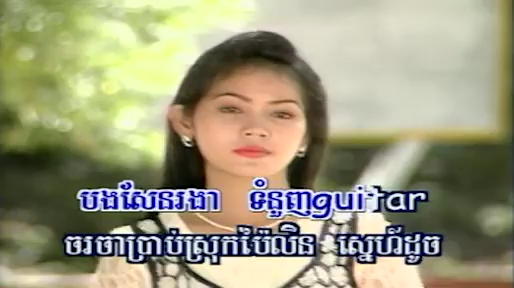 បងសែនរងា ទំនួញguitar
ចរចាប្រាប់ស្រុកប៉ៃលិន ស្នេហ៍ដូច